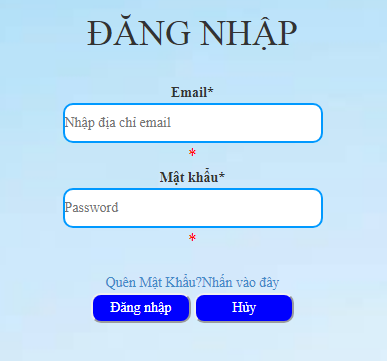 ĐĂNG NHẬP
Email*
Nhập địa chỉ email
*
Mật khẩu*
Password
*
Quên Mật Khẩu?Nhấn vào đây
Đăng nhập Hủy